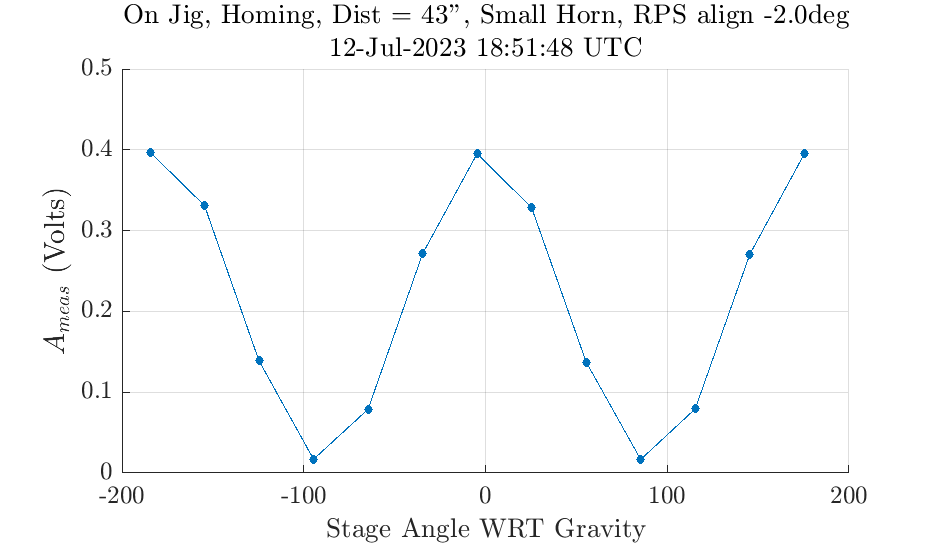 On Jig, Homing, Dist = 43", Small Horn, RPS align -2.0deg
12-Jul-2023 18:51:48 UTC
0.5
0.4
0.3
0.2
0.1
0
A_meas (Volts)
-200
-100
0
100
200
Stage Angle WRT Gravity